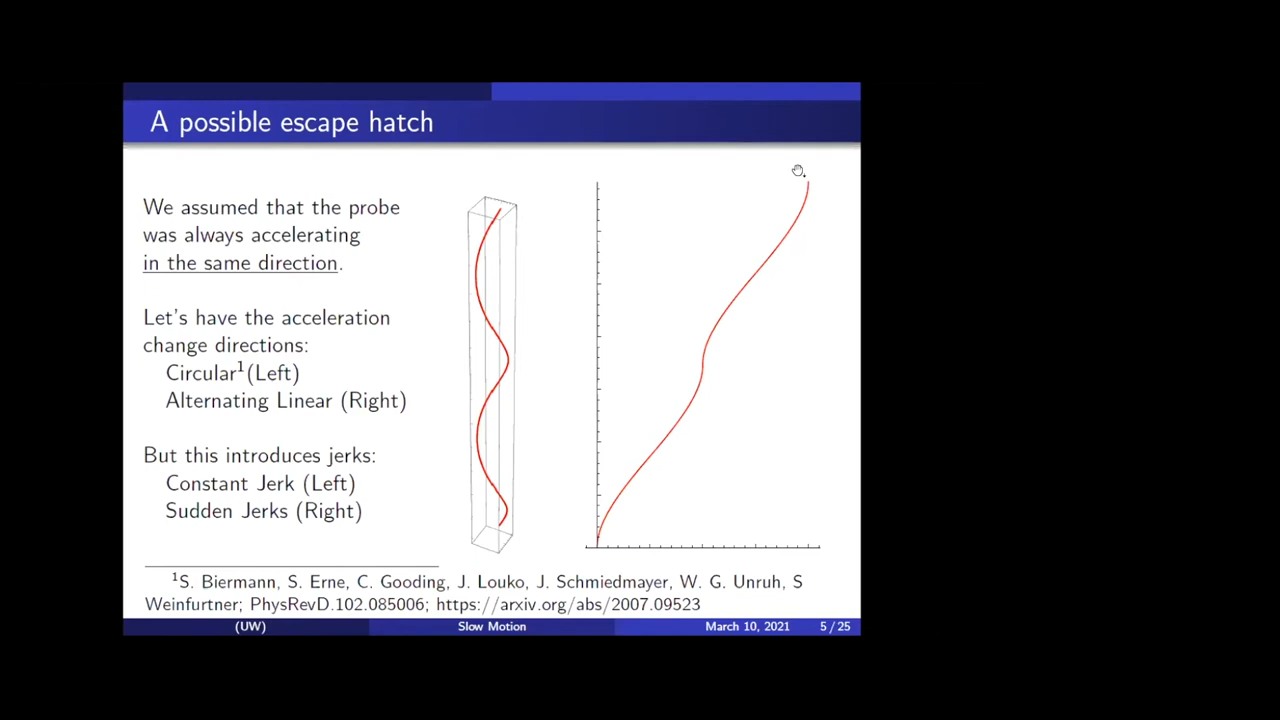 A possible escape hatch
We assumed that the probe
was always accelerating
in the same direction.
Let's have the acceleration
change directions:
Circular¹(Left)
Alternating Linear (Right)
But this introduces jerks:
Constant Jerk (Left)
Sudden Jerks (Right)
¹S. Biermann, S. Erne, C. Gooding, J. Louko, J. Schmiedmayer, W. G. Unruh, S
Weinfurtner; PhysRevD.102.085006; https://arxiv.org/abs/2007.09523
(UW) Slow Motion March 10, 2021 5 / 25